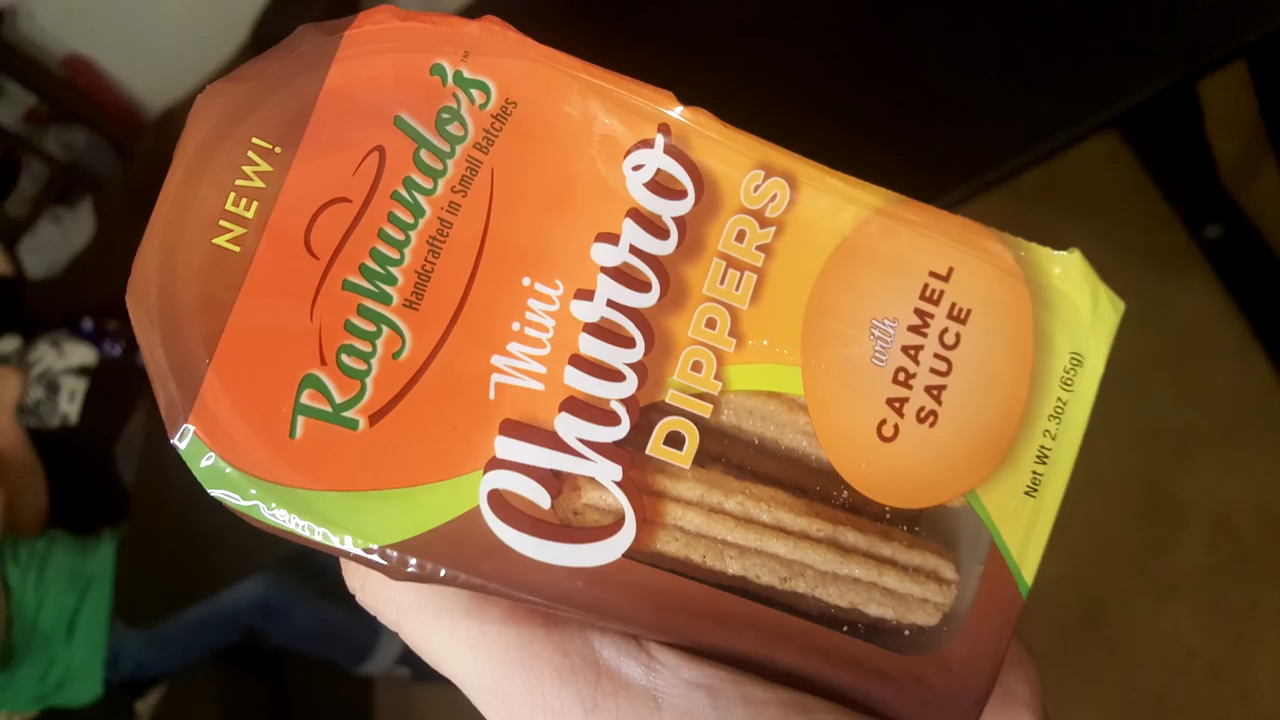 NEW!
Raymundo's™
Handcrafted in Small Batches
Mini
Churro
DIPPERS
with
CARAMEL
SAUCE
Net Wt 2.3oz (65g)